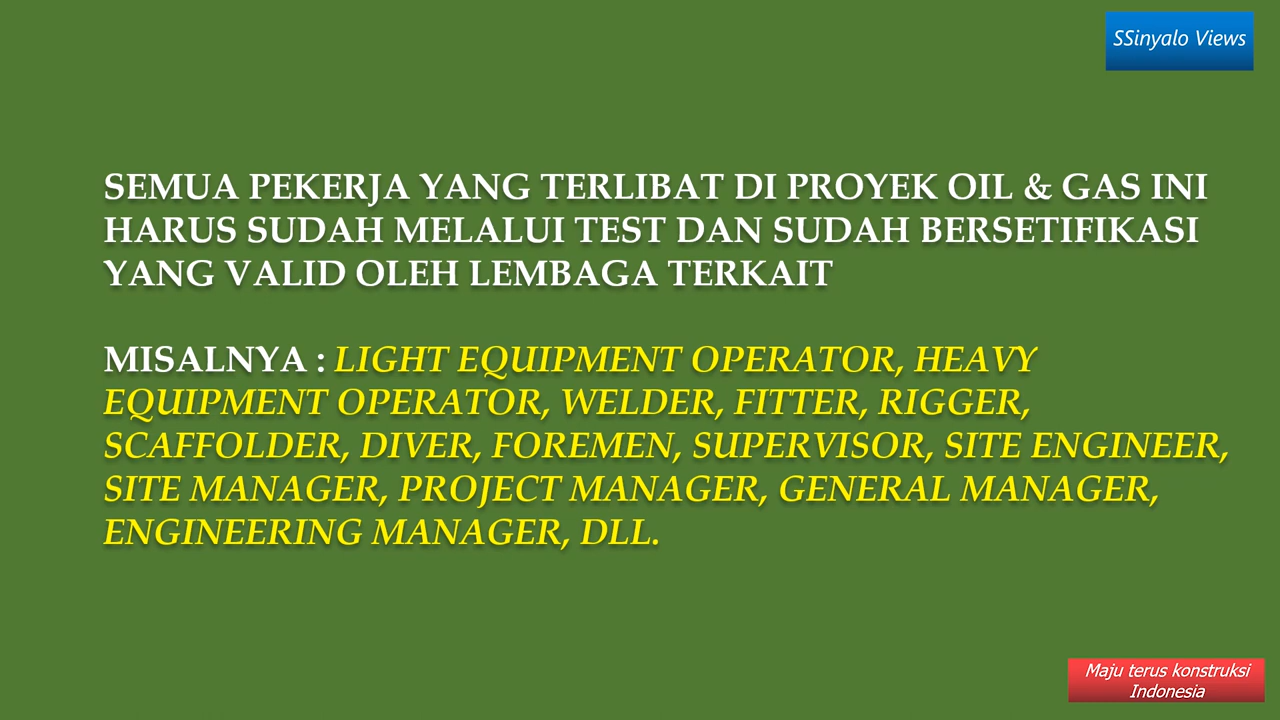 SSinyalo Views
SEMUA PEKERJA YANG TERLIBAT DI PROYEK OIL & GAS INI
HARUS SUDAH MELALUI TEST DAN SUDAH BERSETIFIKASI
YANG VALID OLEH LEMBAGA TERKAIT
MISALNYA : LIGHT EQUIPMENT OPERATOR, HEAVY
EQUIPMENT OPERATOR, WELDER, FITTER, RIGGER,
SCAFFOLDER, DIVER, FOREMEN, SUPERVISOR, SITE ENGINEER,
SITE MANAGER, PROJECT MANAGER, GENERAL MANAGER,
ENGINEERING MANAGER, DLL.
Maju terus konstruksi
Indonesia